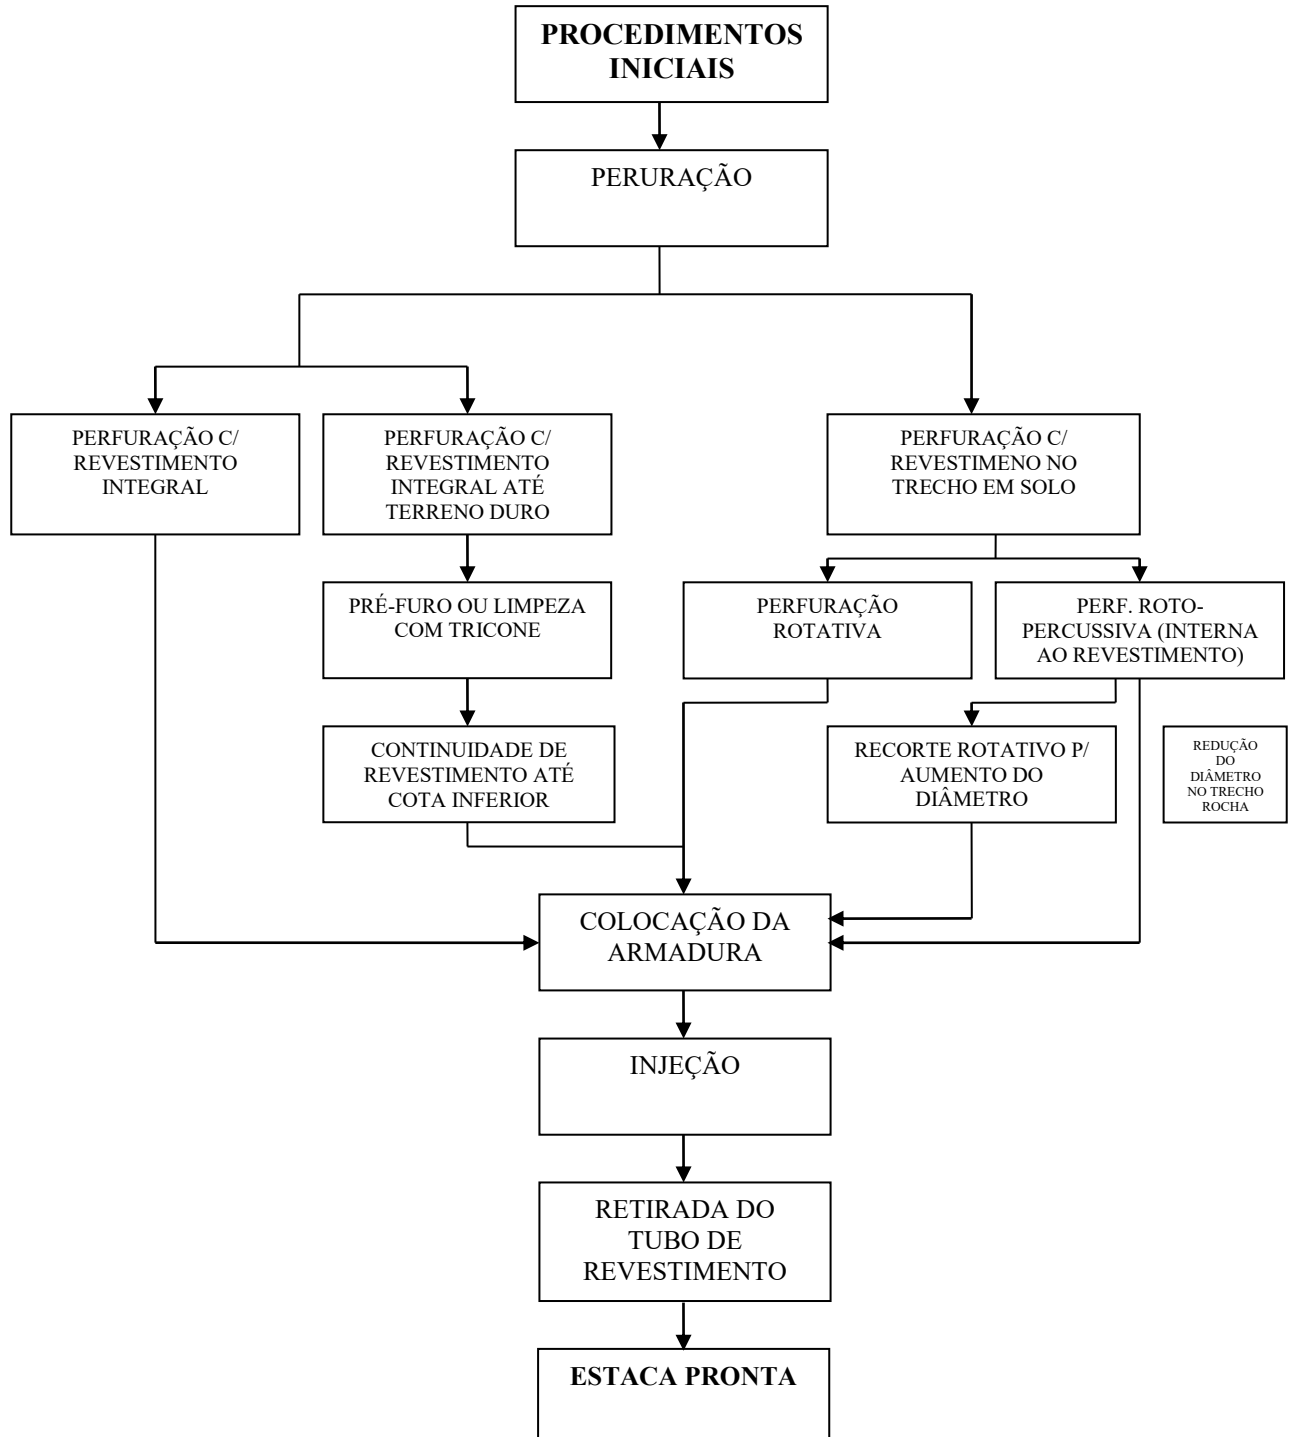 PROCEDIMENTOS
INICIAIS
PERURAÇÃO
PERFURAÇÃO C/
REVESTIMENTO
INTEGRAL
PERFURAÇÃO C/
REVESTIMENTO
INTEGRAL ATÉ
TERRENO DURO
PERFURAÇÃO C/
REVESTIMENO NO
TRECHO EM SOLO
PRÉ-FURO OU LIMPEZA
COM TRICONE
PERFURAÇÃO
ROTATIVA
PERF. ROTO-
PERCUSSIVA (INTERNA
AO REVESTIMENTO)
CONTINUIDADE DE
REVESTIMENTO ATÉ
COTA INFERIOR
RECORTE ROTATIVO P/
AUMENTO DO
DIÂMETRO
REDUÇÃO
DO
DIÂMETRO
NO TRECHO
ROCHA
COLOCAÇÃO DA
ARMADURA
INJEÇÃO
RETIRADA DO
TUBO DE
REVESTIMENTO
ESTACA PRONTA